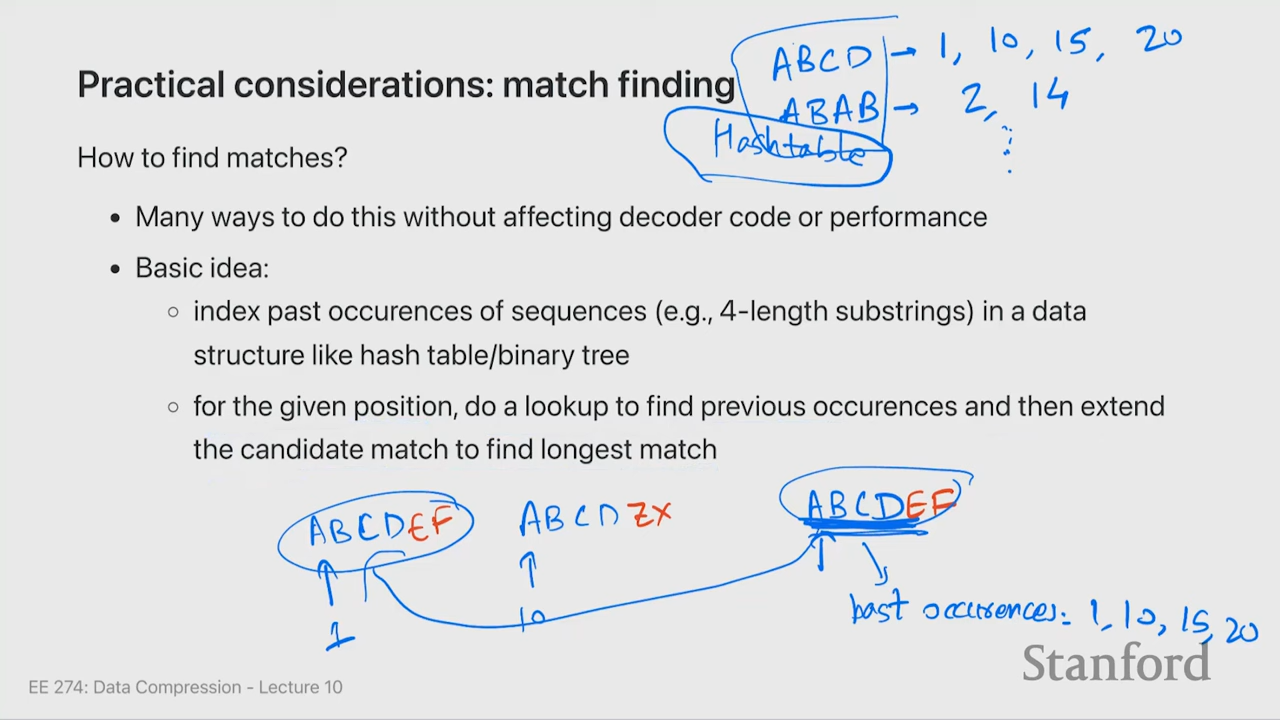 ABCD → 1, 10, 15, 20
Practical considerations: match finding
ABAB → 2, 14
Hashtable
How to find matches?
• Many ways to do this without affecting decoder code or performance
• Basic idea:
○ index past occurences of sequences (e.g., 4-length substrings) in a data
structure like hash table/binary tree
○ for the given position, do a lookup to find previous occurences and then extend
the candidate match to find longest match
ABCDEF ABCDZX ABCDEF
1 10
past occurences: 1, 10, 15, 20
Stanford
EE 274: Data Compression - Lecture 10